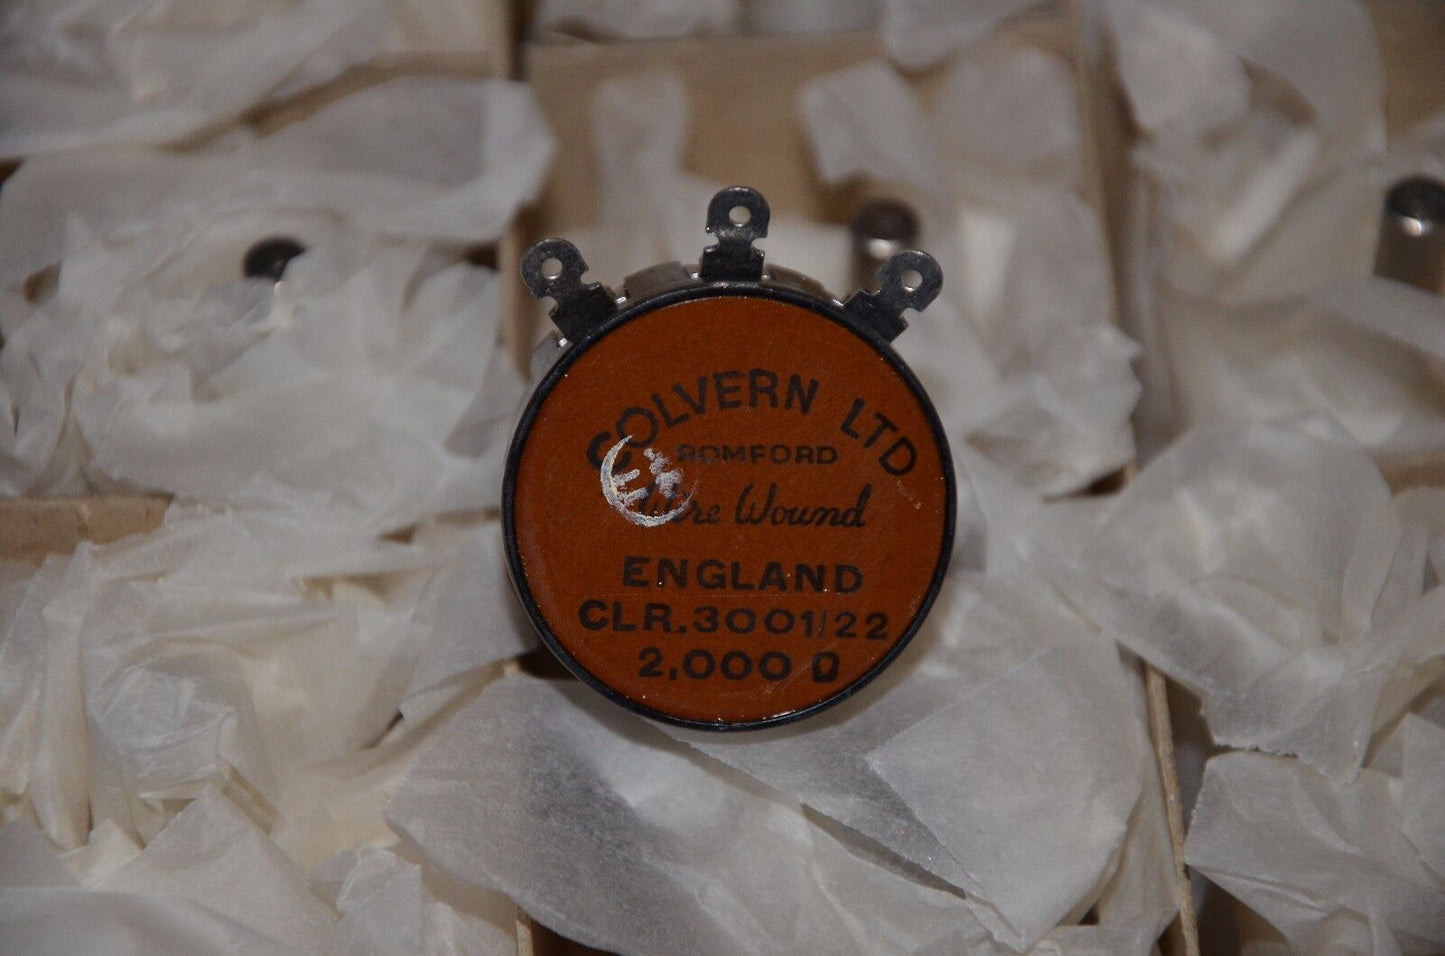 COLVERN LTD
ROMFORD
Wire Wound
ENGLAND
CLR.3001/22
2,000 Ω